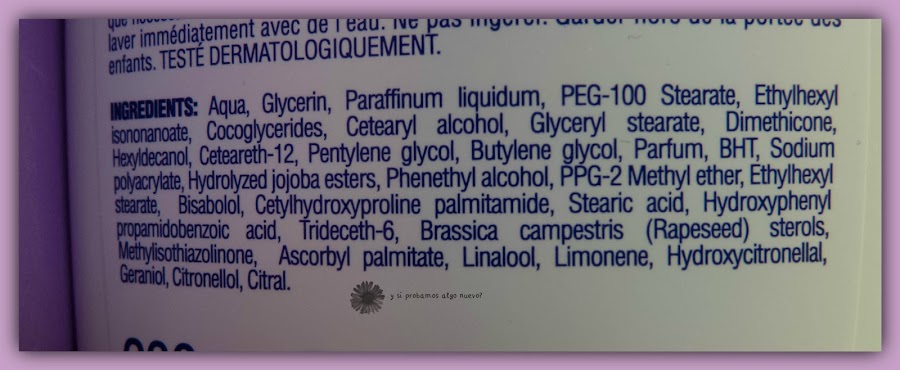 que
laver immédiatement avec de l'eau. Ne pas ingérer. Garder hors de la portée des
enfants. TESTÉ DERMATOLOGIQUEMENT.
INGREDIENTS: Aqua, Glycerin, Paraffinum liquidum, PEG-100 Stearate, Ethylhexyl
isononanoate, Cocoglycerides, Cetearyl alcohol, Glyceryl stearate, Dimethicone,
Hexyldecanol, Ceteareth-12, Pentylene glycol, Butylene glycol, Parfum, BHT, Sodium
polyacrylate, Hydrolyzed jojoba esters, Phenethyl alcohol, PPG-2 Methyl ether, Ethylhexyl
stearate, Bisabolol, Cetylhydroxyproline palmitamide, Stearic acid, Hydroxyphenyl
propamidobenzoic acid, Trideceth-6, Brassica campestris (Rapeseed) sterols,
Methylisothiazolinone, Ascorbyl palmitate, Linalool, Limonene, Hydroxycitronellal,
Geraniol, Citronellol, Citral.
y si probamos algo nuevo?